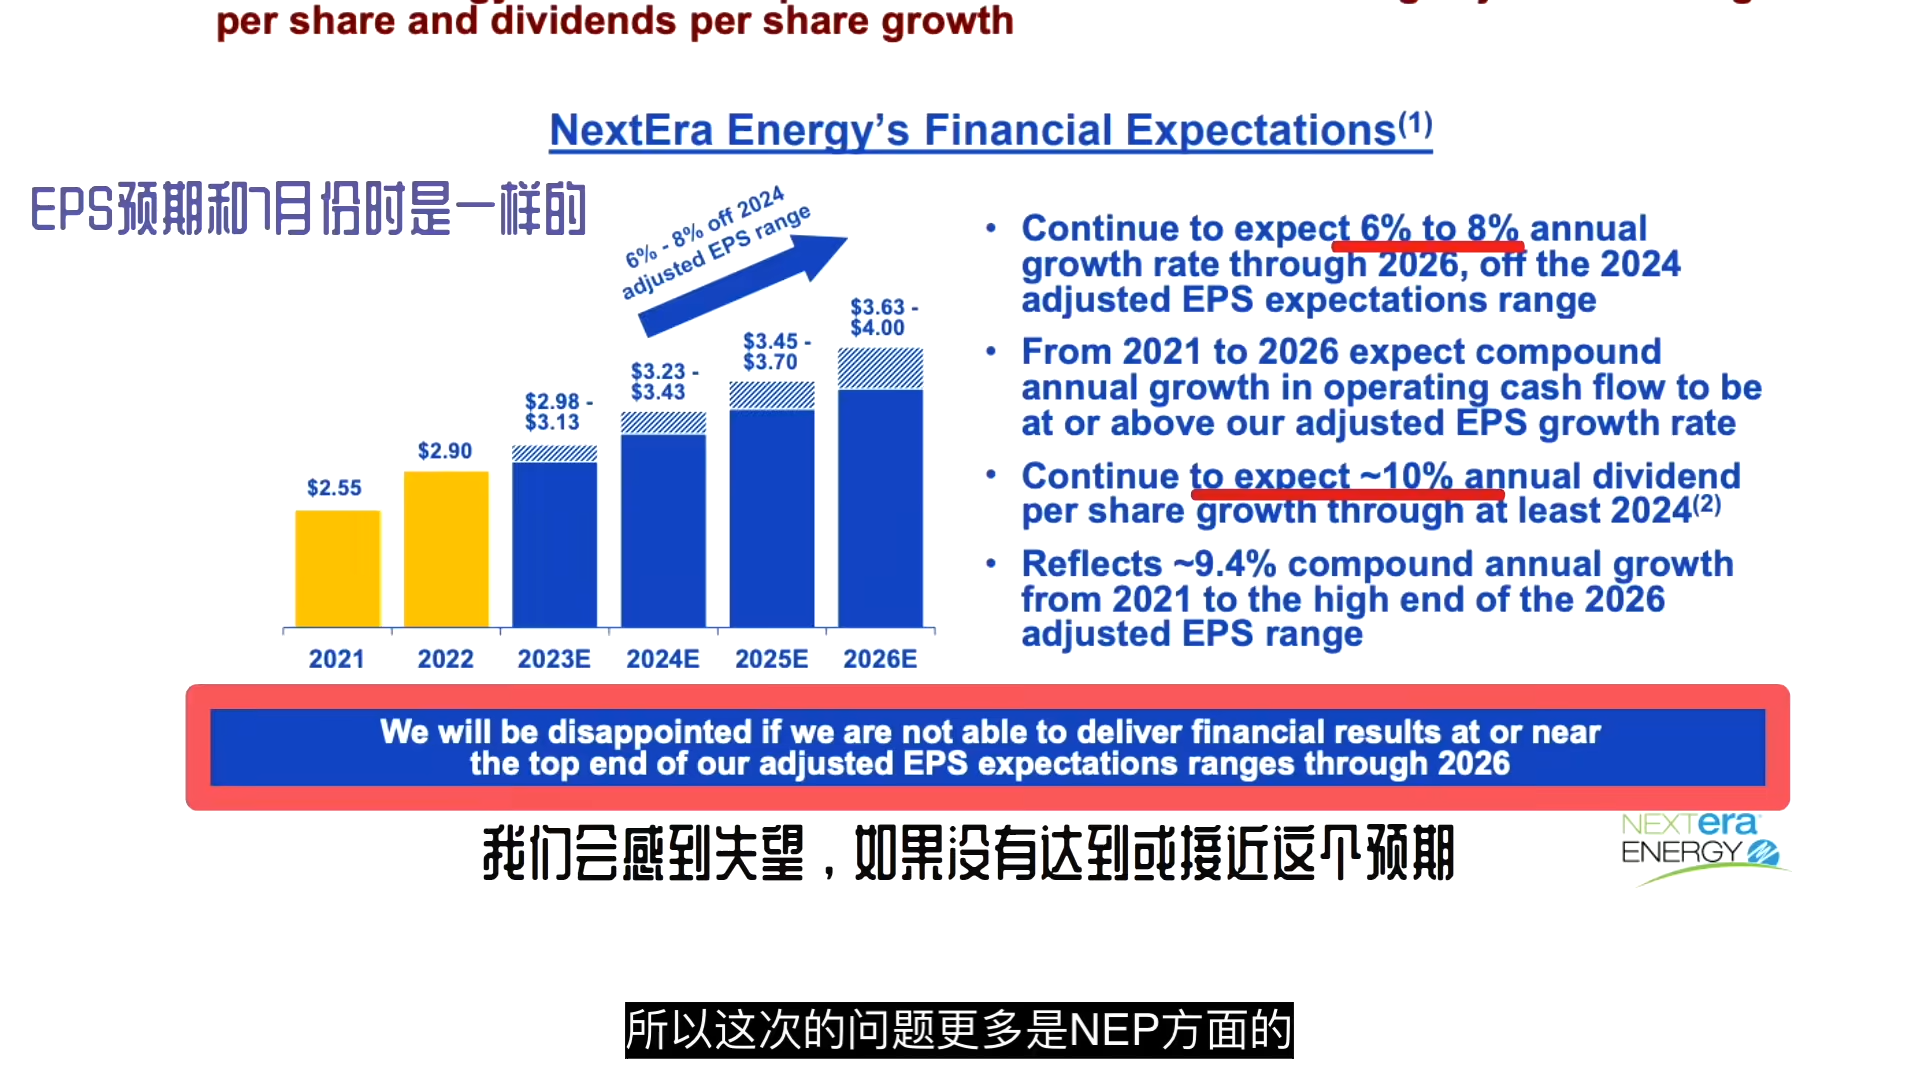 per share and dividends per share growth
NextEra Energy’s Financial Expectations(1)
EPS预期和7月份时是一样的
6% - 8% off 2024
adjusted EPS range
$2.55
$2.90
$2.98 -
$3.13
$3.23 -
$3.43
$3.45 -
$3.70
$3.63 -
$4.00
2021
2022
2023E
2024E
2025E
2026E
• Continue to expect 6% to 8% annual
growth rate through 2026, off the 2024
adjusted EPS expectations range
• From 2021 to 2026 expect compound
annual growth in operating cash flow to be
at or above our adjusted EPS growth rate
• Continue to expect ~10% annual dividend
per share growth through at least 2024(2)
• Reflects ~9.4% compound annual growth
from 2021 to the high end of the 2026
adjusted EPS range
We will be disappointed if we are not able to deliver financial results at or near
the top end of our adjusted EPS expectations ranges through 2026
我们会感到失望，如果没有达到或接近这个预期
NEXTera
ENERGY
所以这次的问题更多是NEP方面的